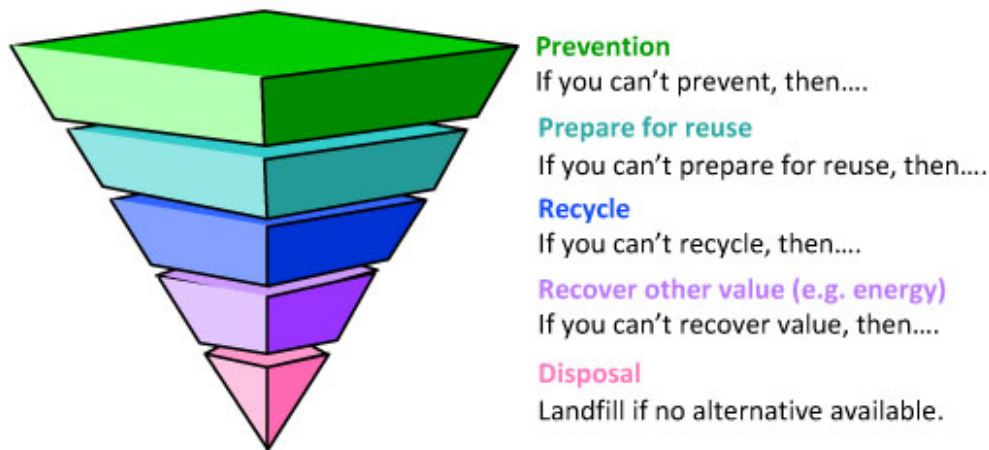 Prevention
If you can’t prevent, then….
Prepare for reuse
If you can’t prepare for reuse, then….
Recycle
If you can’t recycle, then….
Recover other value (e.g. energy)
If you can’t recover value, then….
Disposal
Landfill if no alternative available.